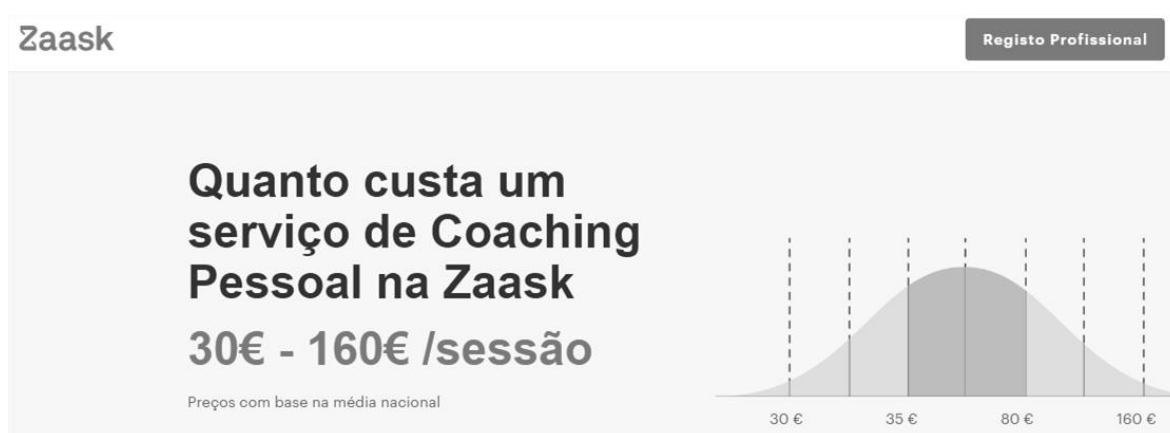 Zaask
Registo Profissional
Quanto custa um
serviço de Coaching
Pessoal na Zaask
30€ - 160€ /sessão
Preços com base na média nacional
30 € 35 € 80 € 160 €